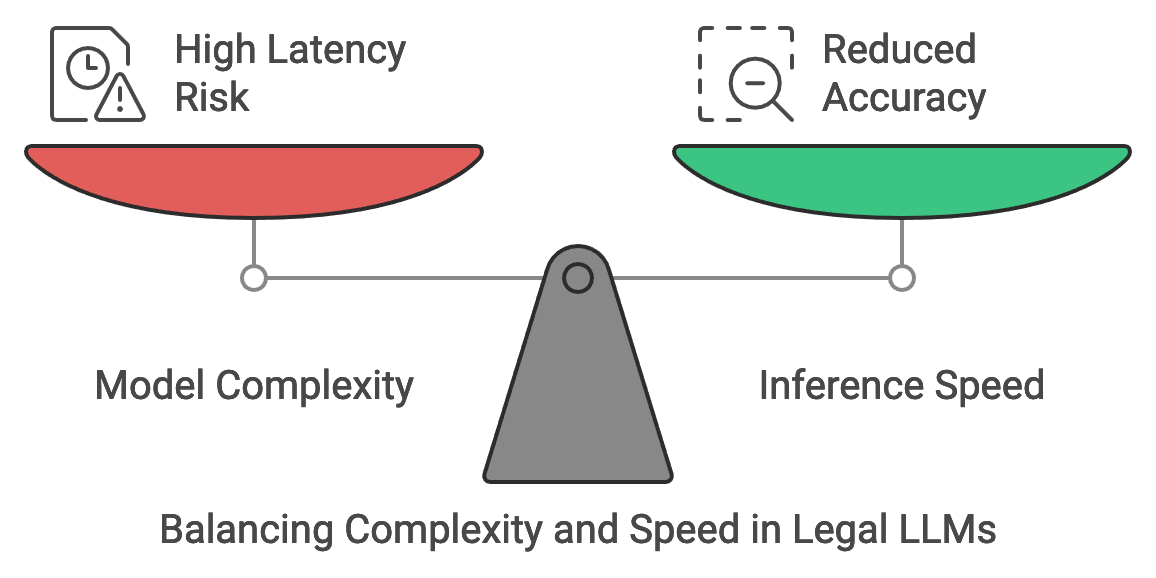 High Latency
Risk
Reduced
Accuracy
Model Complexity
Inference Speed
Balancing Complexity and Speed in Legal LLMs